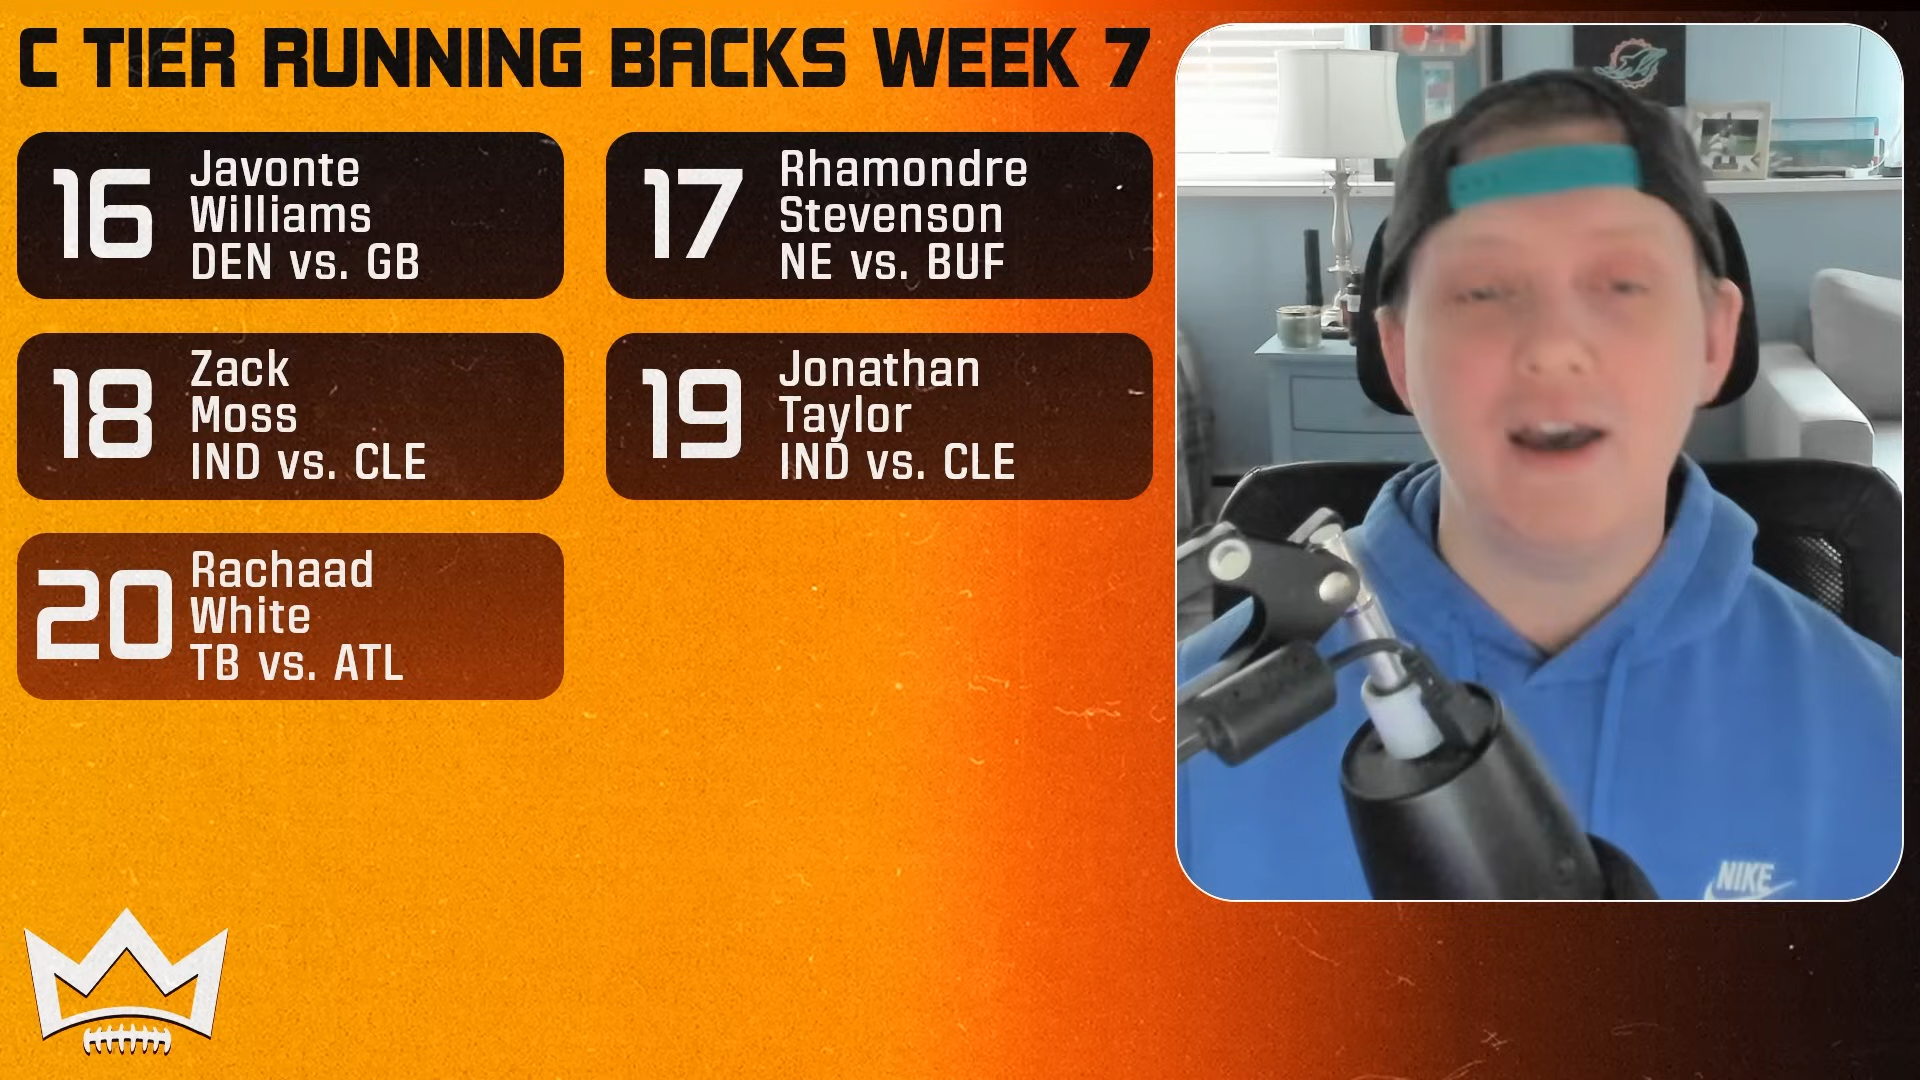 C TIER RUNNING BACKS WEEK 7
16
Javonte
Williams
DEN vs. GB
17
Rhamondre
Stevenson
NE vs. BUF
18
Zack
Moss
IND vs. CLE
19
Jonathan
Taylor
IND vs. CLE
20
Rachaad
White
TB vs. ATL
NIKE